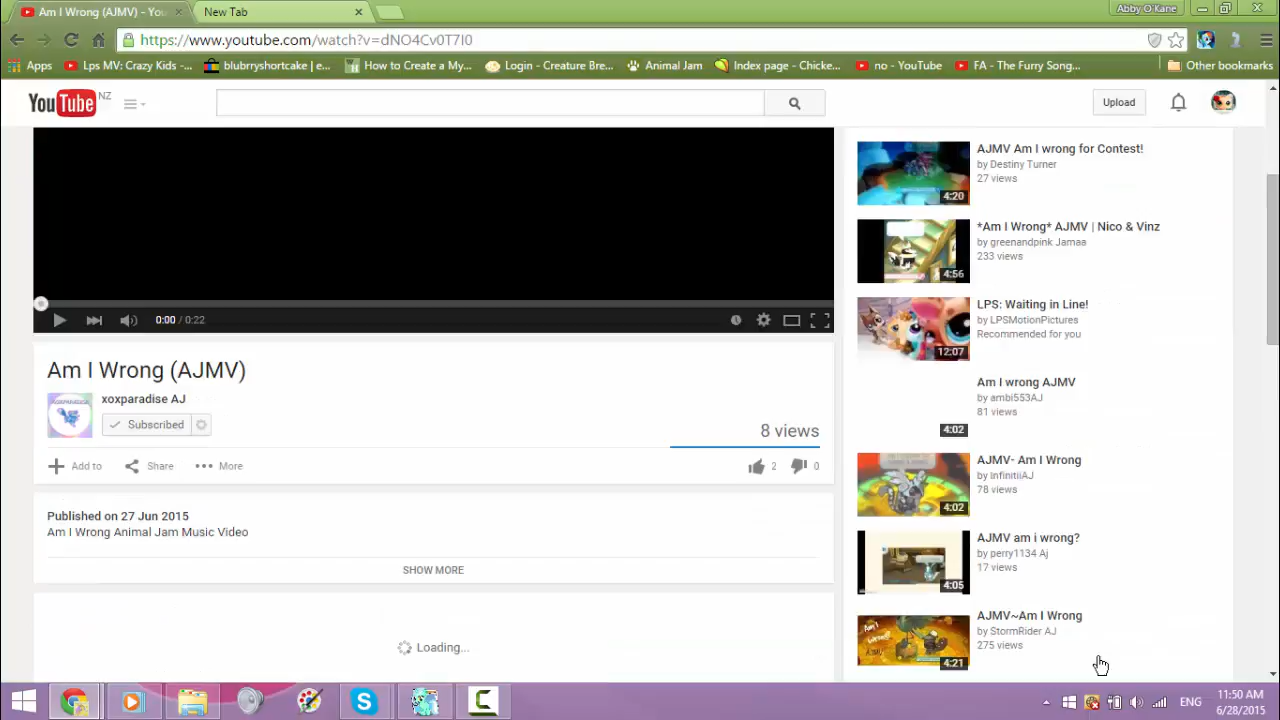 Am I Wrong (AJMV) - You
New Tab
Abby O'Kane
https://www.youtube.com/watch?v=dNO4Cv0T7I0
Apps
Lps MV: Crazy Kids -...
blubrryshortcake | e...
How to Create a My...
Login - Creature Bre...
Animal Jam
Index page - Chicke...
no - YouTube
FA - The Furry Song...
Other bookmarks
YouTube NZ
Upload
0:00 / 0:22
Am I Wrong (AJMV)
xoxparadise AJ
Subscribed
8 views
Add to
Share
More
2
0
Published on 27 Jun 2015
Am I Wrong Animal Jam Music Video
SHOW MORE
Loading...
AJMV Am I wrong for Contest!
by Destiny Turner
27 views
4:20
*Am I Wrong* AJMV | Nico & Vinz
by greenandpink Jamaa
233 views
4:56
LPS: Waiting in Line!
by LPSMotionPictures
Recommended for you
12:07
Am I wrong AJMV
by ambi553AJ
81 views
4:02
AJMV- Am I Wrong
by InfinitiiAJ
78 views
4:02
AJMV am i wrong?
by perry1134 Aj
17 views
4:05
AJMV~Am I Wrong
by StormRider AJ
275 views
4:21
ENG
11:50 AM
6/28/2015